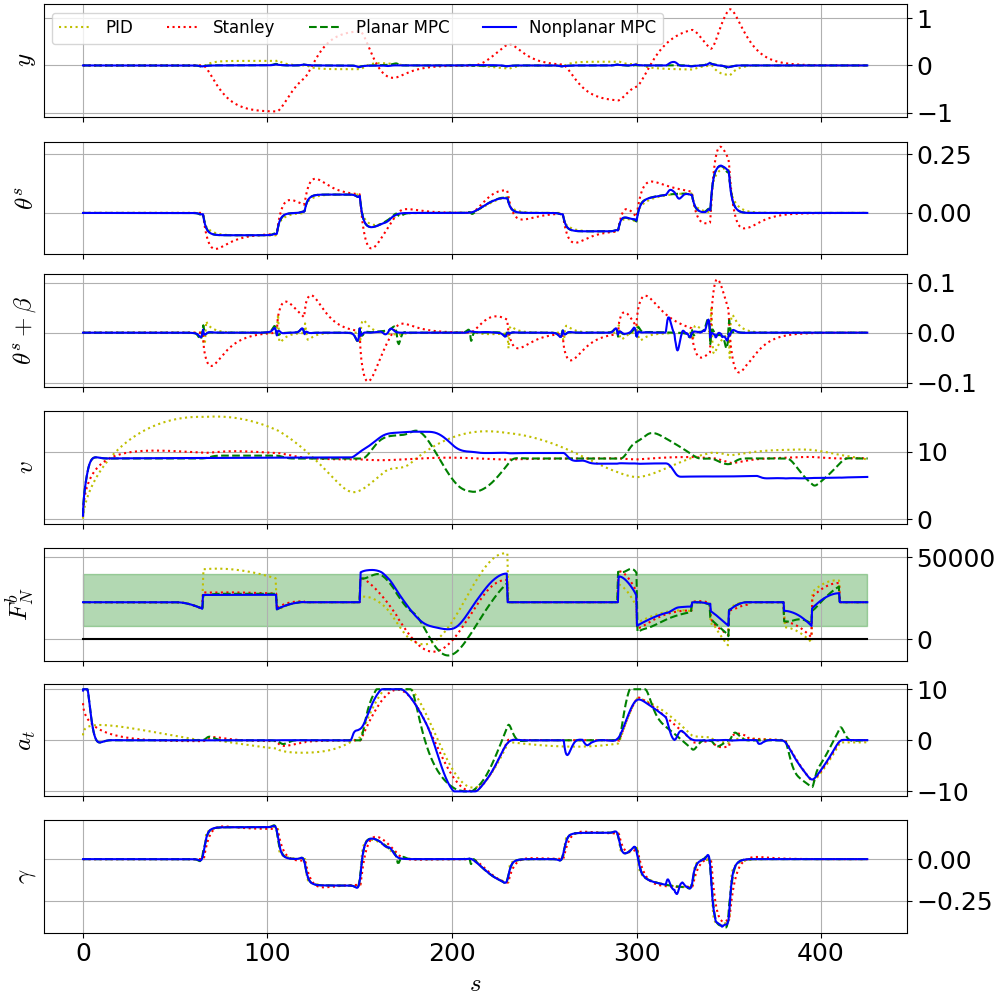 PID Stanley Planar MPC Nonplanar MPC
y
1
0
−1
θ^s
0.25
0.00
θ^s + β
0.1
0.0
−0.1
v
10
0
F_N^b
50000
0
a_t
10
0
−10
γ
0.00
−0.25
0 100 200 300 400
s